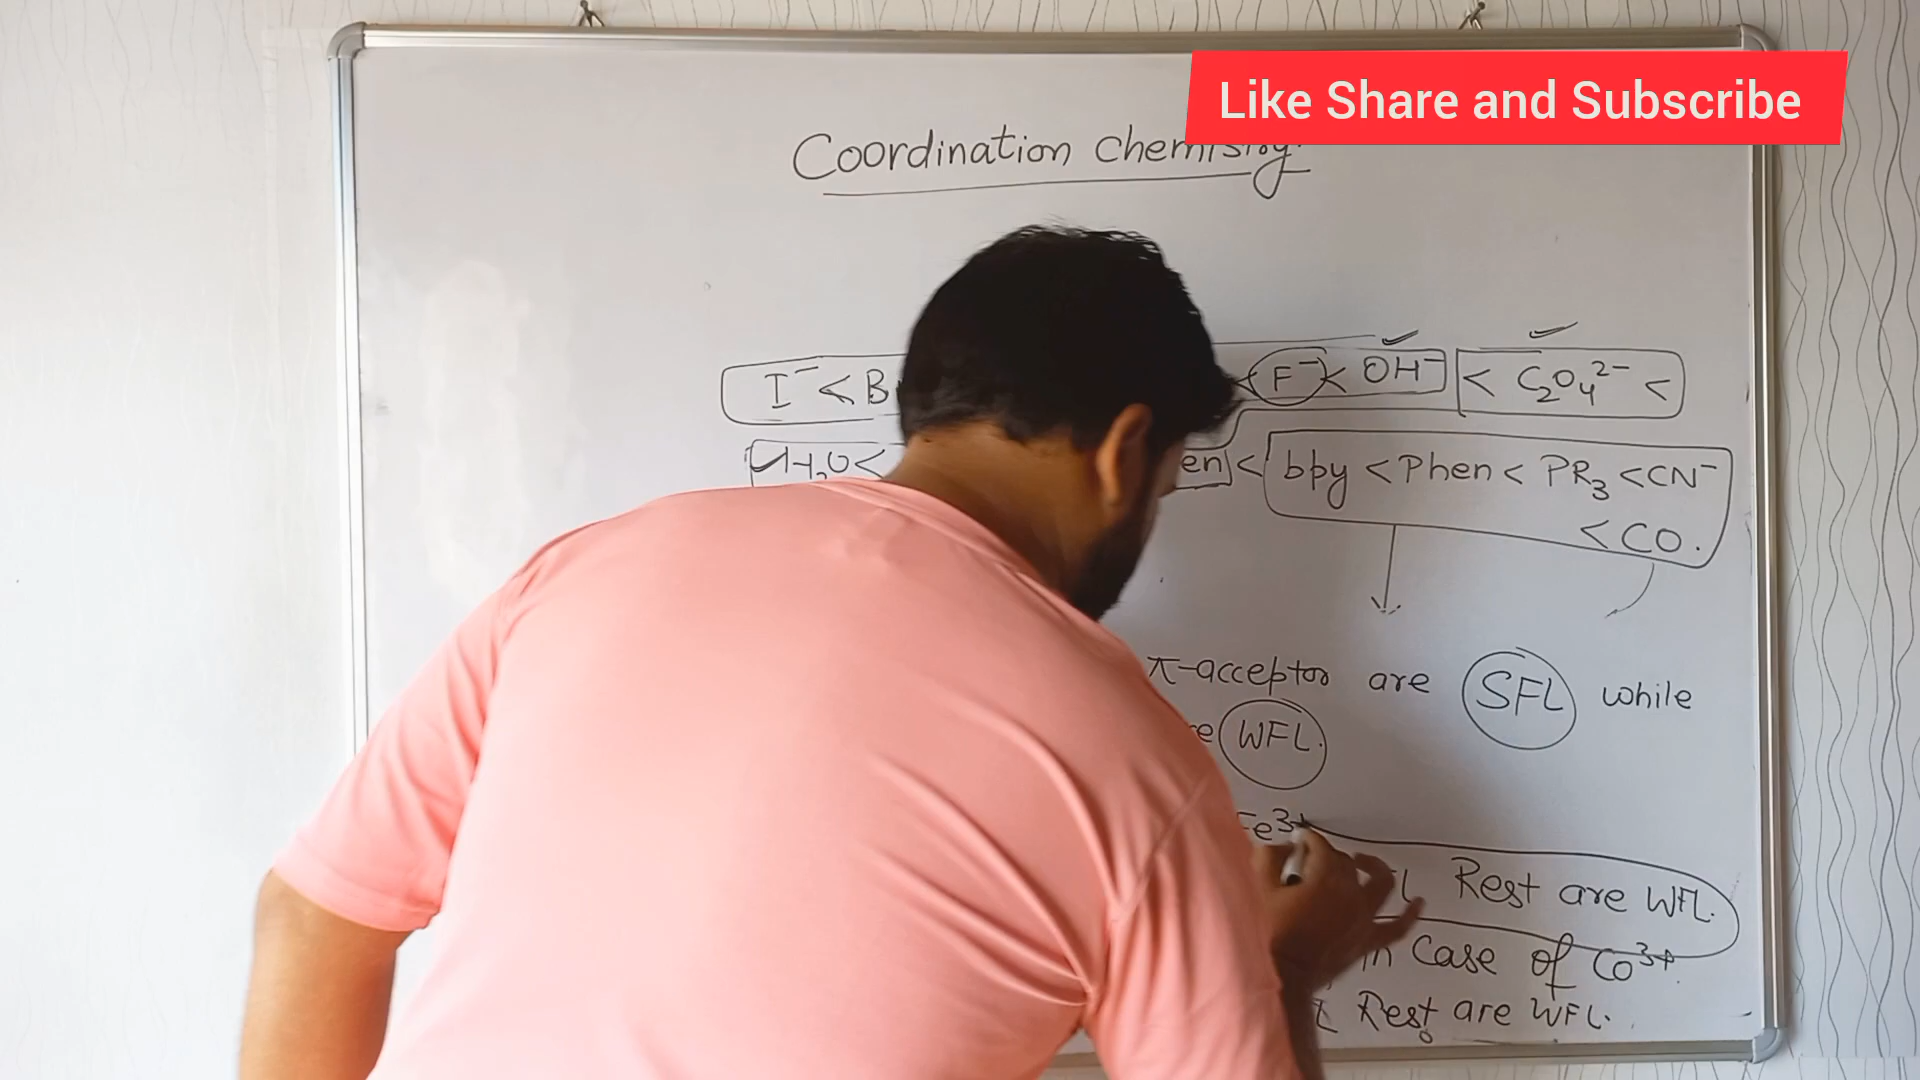 Like Share and Subscribe
Coordination chemistry.
I⁻ < B < F⁻ < OH⁻ < C₂O₄²⁻ <
H₂O < en < bpy < Phen < PR₃ < CN⁻
< CO.
π-acceptor are SFL while
WFL.
Fe³⁺
Rest are WFL.
in Case of Co³⁺
Rest are WFL.